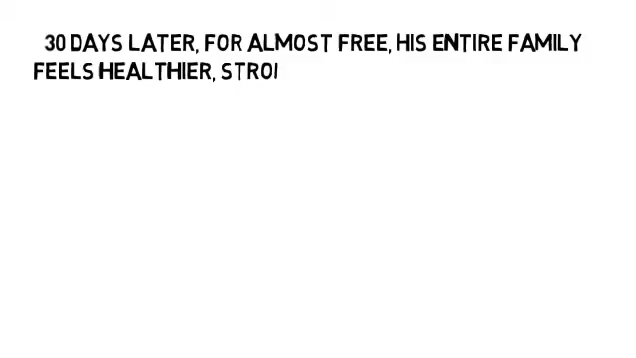 30 DAYS LATER, FOR ALMOST FREE, HIS ENTIRE FAMILY
FEELS HEALTHIER,